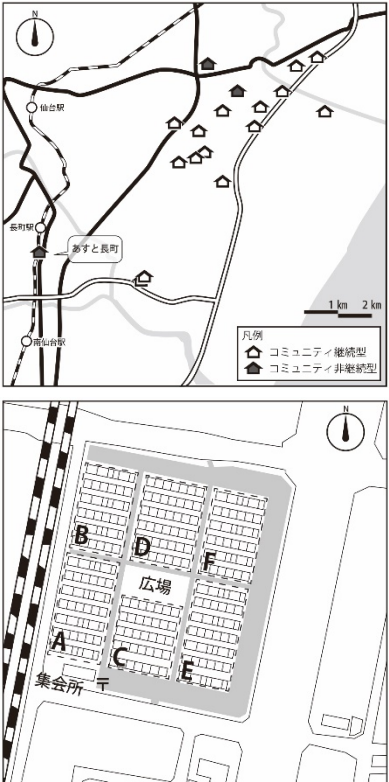 N
仙台駅
長町駅
あすと長町
南仙台駅
1 km 2 km
凡例
コミュニティ継続型
コミュニティ非継続型
N
B
D
F
広場
A
C
E
集会所 〒